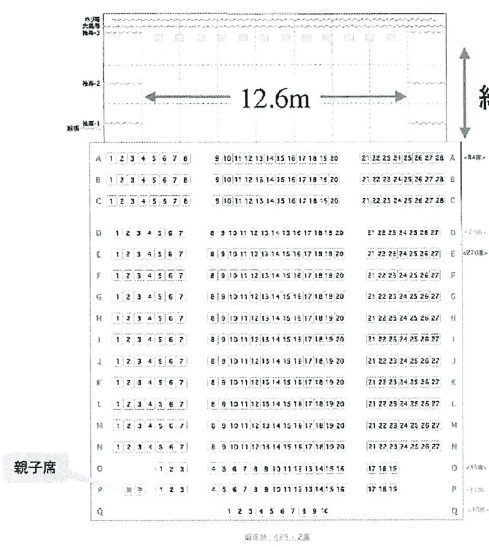 大黒幕
袖幕-3
袖幕-2
12.6m
袖幕-1
A 1 2 3 4 5 6 7 8 9 10 11 12 13 14 15 16 17 18 19 20 21 22 23 24 25 26 27 28 A
B 1 2 3 4 5 6 7 8 9 10 11 12 13 14 15 16 17 18 19 20 21 22 23 24 25 26 27 28 B
C 1 2 3 4 5 6 7 8 9 10 11 12 13 14 15 16 17 18 19 20 21 22 23 24 25 26 27 28 C
D 1 2 3 4 5 6 7 8 9 10 11 12 13 14 15 16 17 18 19 20 21 22 23 24 25 26 27 D
E 1 2 3 4 5 6 7 8 9 10 11 12 13 14 15 16 17 18 19 20 21 22 23 24 25 26 27 E
F 1 2 3 4 5 6 7 8 9 10 11 12 13 14 15 16 17 18 19 20 21 22 23 24 25 26 27 F
G 1 2 3 4 5 6 7 8 9 10 11 12 13 14 15 16 17 18 19 20 21 22 23 24 25 26 27 G
H 1 2 3 4 5 6 7 8 9 10 11 12 13 14 15 16 17 18 19 20 21 22 23 24 25 26 27 H
I 1 2 3 4 5 6 7 8 9 10 11 12 13 14 15 16 17 18 19 20 21 22 23 24 25 26 27 I
J 1 2 3 4 5 6 7 8 9 10 11 12 13 14 15 16 17 18 19 20 21 22 23 24 25 26 27 J
K 1 2 3 4 5 6 7 8 9 10 11 12 13 14 15 16 17 18 19 20 21 22 23 24 25 26 27 K
L 1 2 3 4 5 6 7 8 9 10 11 12 13 14 15 16 17 18 19 20 21 22 23 24 25 26 27 L
M 1 2 3 4 5 6 7 8 9 10 11 12 13 14 15 16 17 18 19 20 21 22 23 24 25 26 27 M
N 1 2 3 4 5 6 7 8 9 10 11 12 13 14 15 16 17 18 19 20 21 22 23 24 25 26 27 N
O 1 2 3 4 5 6 7 8 9 10 11 12 13 14 15 16 17 18 19 O
親子席
P 親 子 1 2 3 4 5 6 7 8 9 10 11 12 13 14 15 16 17 18 19 P
Q 1 2 3 4 5 6 7 8 9 10 Q